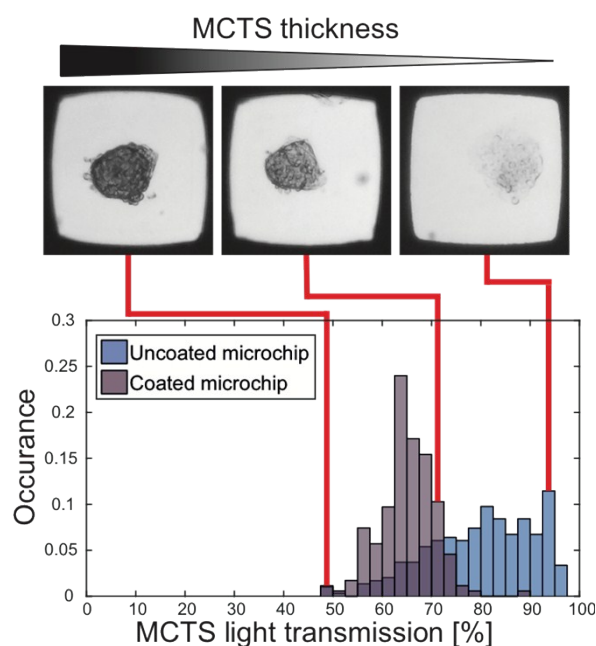 MCTS thickness
0.3
0.25
0.2
0.15
0.1
0.05
0
Occurance
Uncoated microchip
Coated microchip
0 10 20 30 40 50 60 70 80 90 100
MCTS light transmission [%]